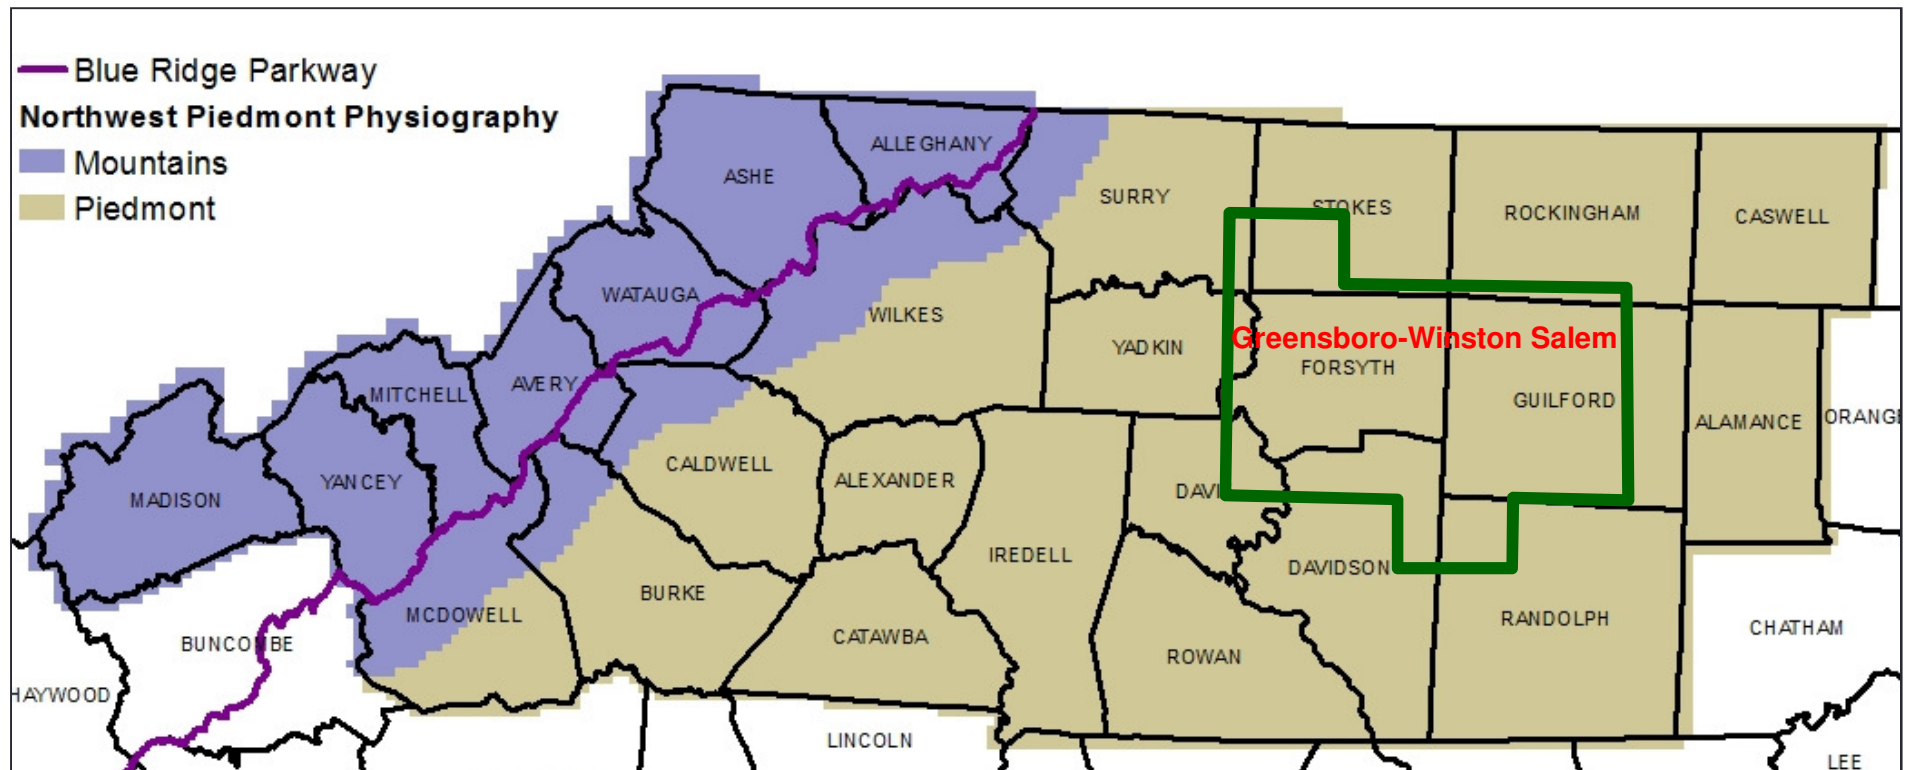 Blue Ridge Parkway
Northwest Piedmont Physiography
Mountains
Piedmont
ALLEGHANY
ASHE
SURRY
STOKES
ROCKINGHAM
CASWELL
WATAUGA
WILKES
Greensboro-Winston Salem
YADKIN
FORSYTH
MITCHELL
AVERY
GUILFORD
ALAMANCE
ORANG
CALDWELL
ALEXANDER
YANCEY
MADISON
DAVI
IREDELL
DAVIDSON
BURKE
MCDOWELL
RANDOLPH
CHATHAM
CATAWBA
BUNCOMBE
ROWAN
HAYWOOD
LINCOLN
LEE